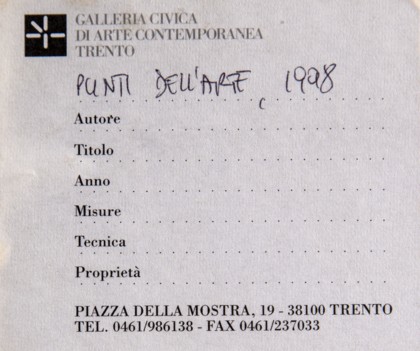 GALLERIA CIVICA
DI ARTE CONTEMPORANEA
TRENTO
PUNTI DELL'ARTE, 1998
Autore
Titolo
Anno
Misure
Tecnica
Proprietà
PIAZZA DELLA MOSTRA, 19 - 38100 TRENTO
TEL. 0461/986138 - FAX 0461/237033